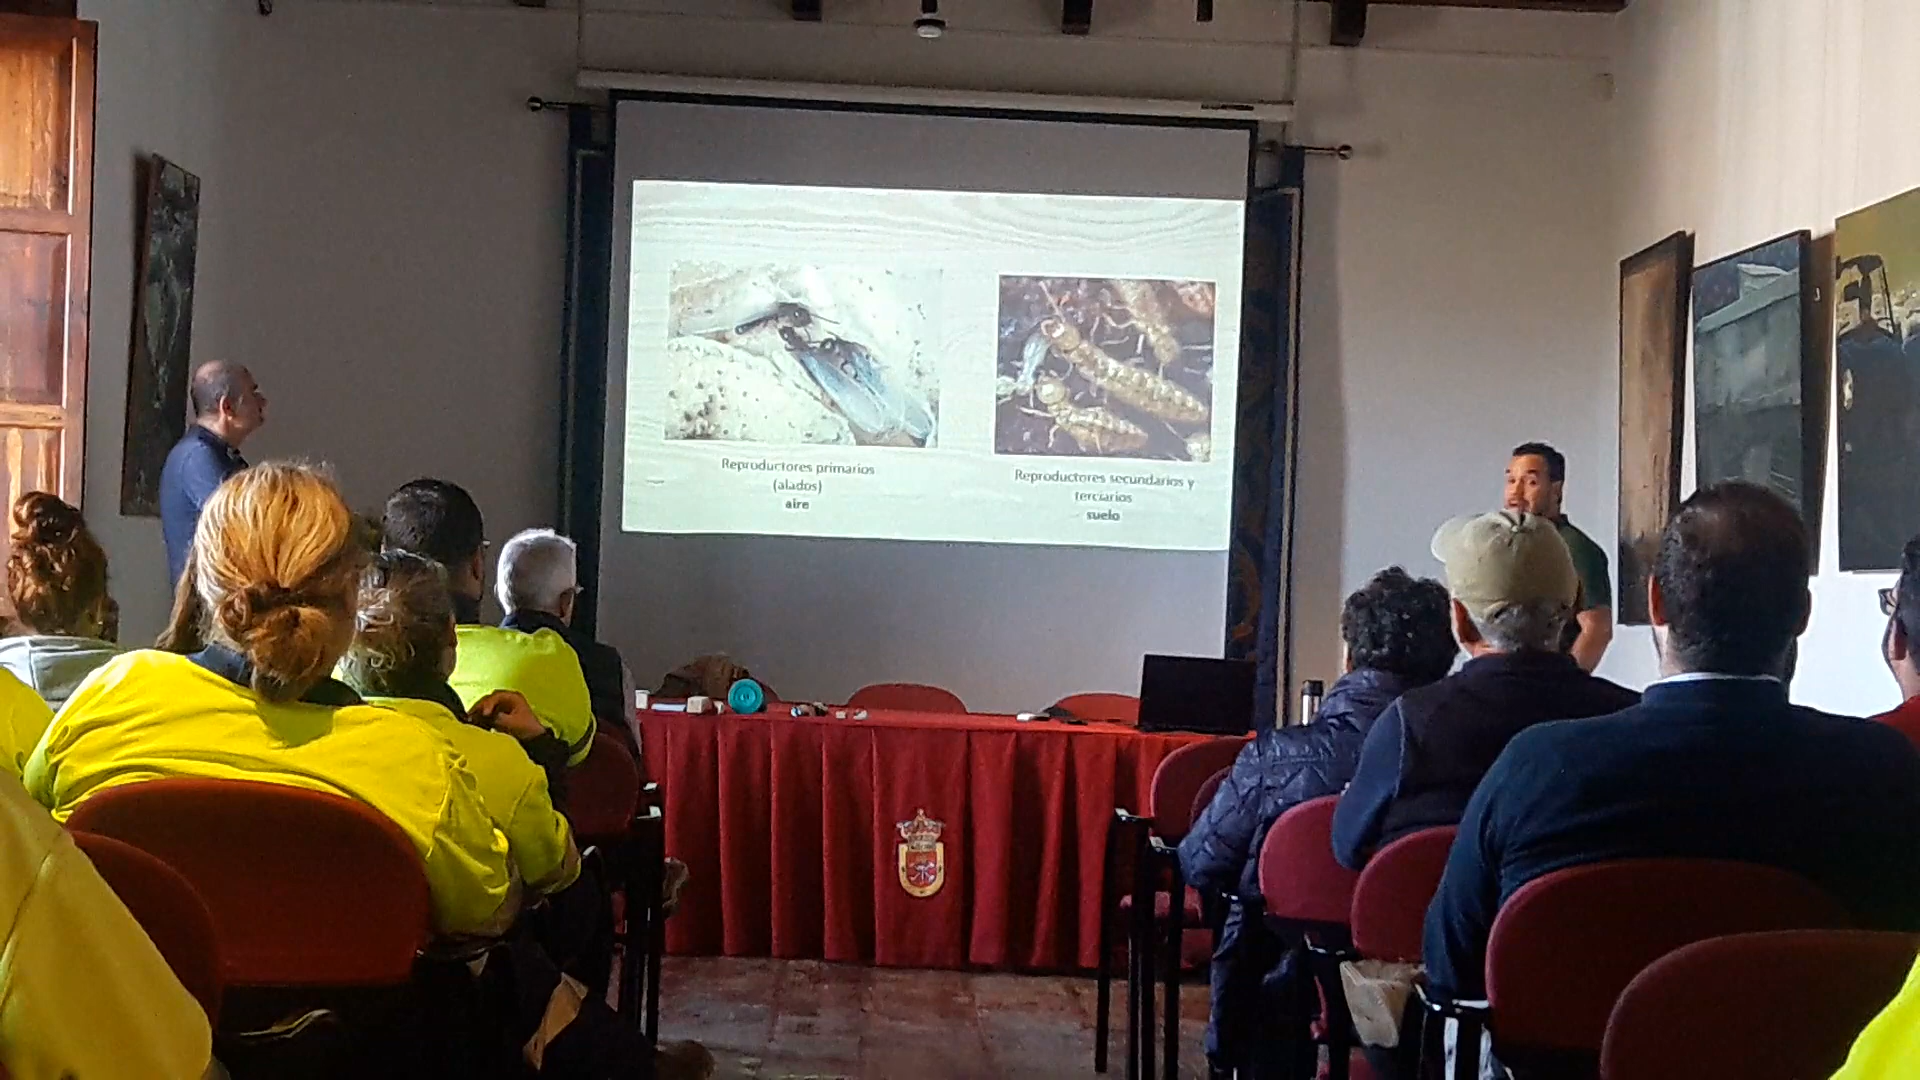 Reproductores primarios
(alados)
aire
Reproductores secundarios y
terciarios
suelo